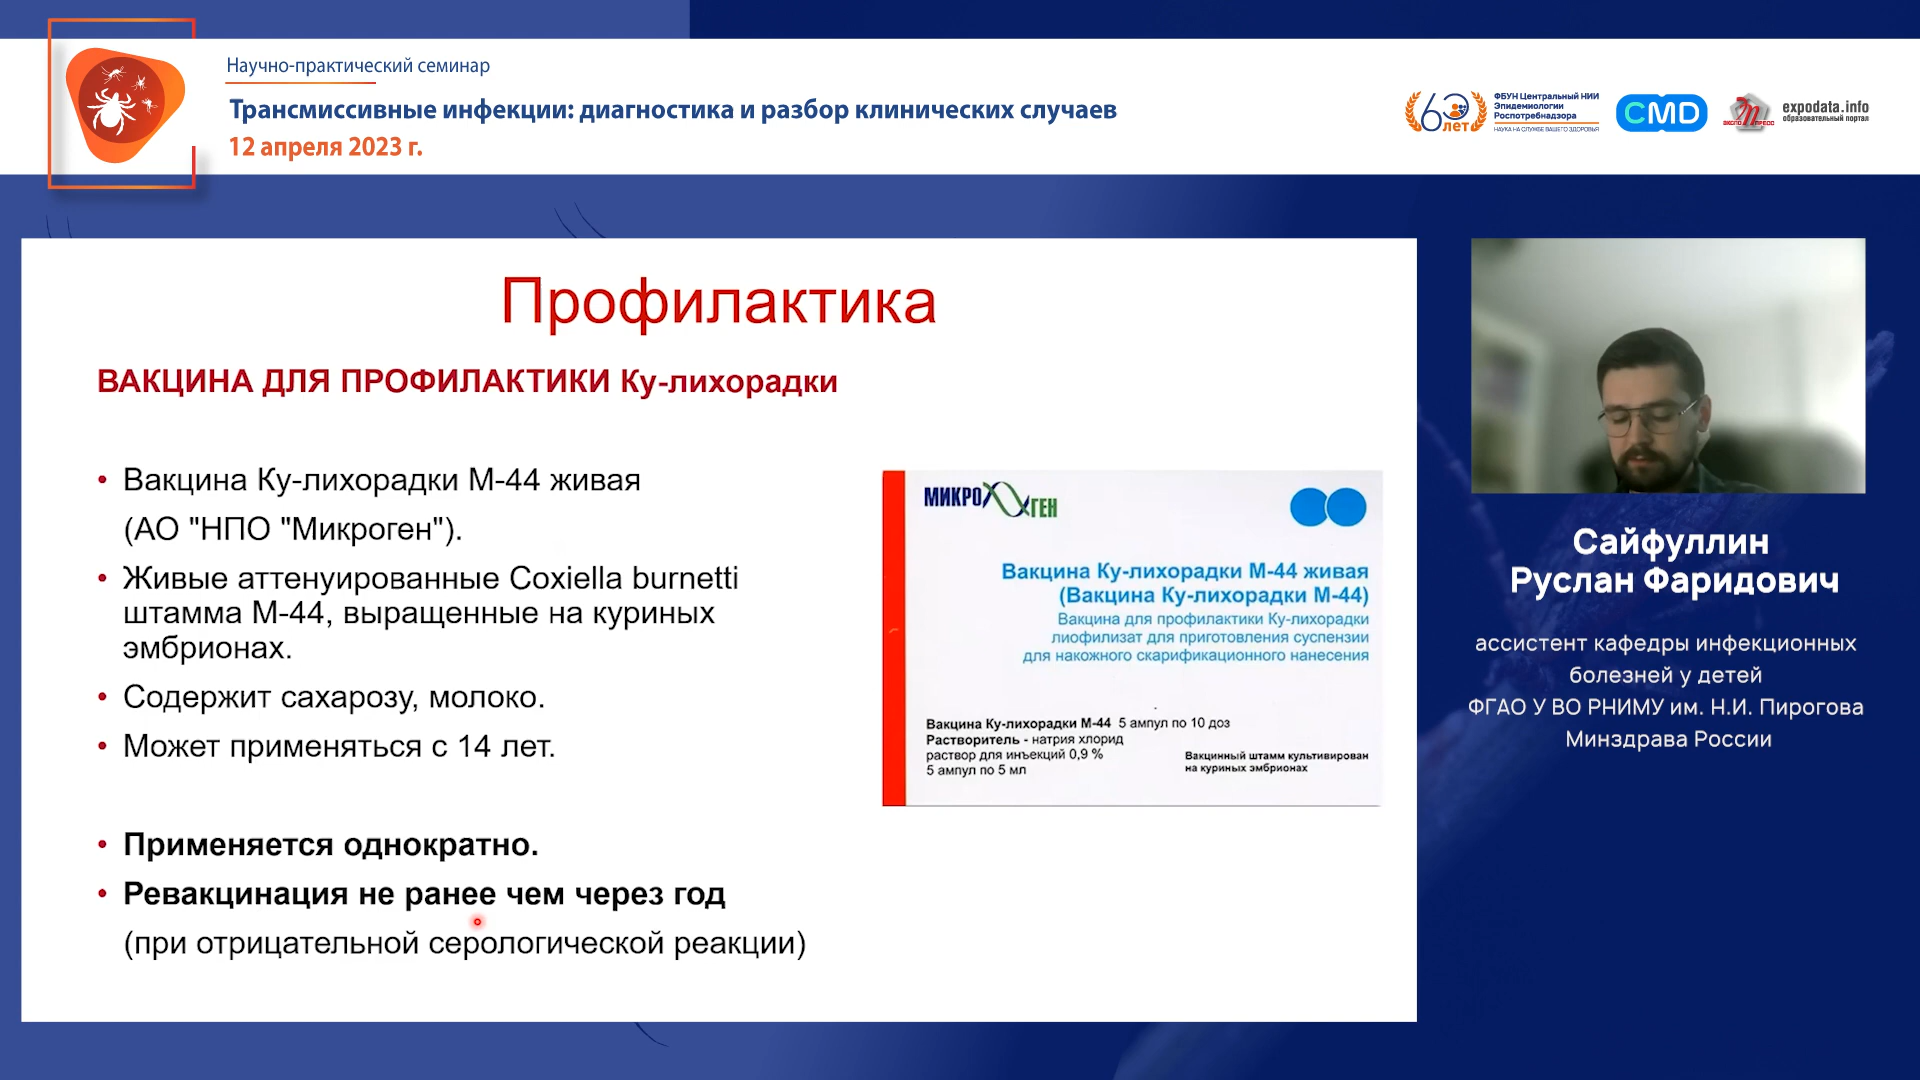 Научно-практический семинар
Трансмиссивные инфекции: диагностика и разбор клинических случаев
12 апреля 2023 г.
60 лет
ФБУН Центральный НИИ
Эпидемиологии
Роспотребнадзора
НАУКА НА СЛУЖБЕ ВАШЕГО ЗДОРОВЬЯ
CMD
ЭКСПО ПРЕСС
expodata.info
образовательный портал
Профилактика
ВАКЦИНА ДЛЯ ПРОФИЛАКТИКИ Ку-лихорадки
• Вакцина Ку-лихорадки М-44 живая
(АО "НПО "Микроген").
• Живые аттенуированные Coxiella burnetti
штамма М-44, выращенные на куриных
эмбрионах.
• Содержит сахарозу, молоко.
• Может применяться с 14 лет.
• Применяется однократно.
• Ревакцинация не ранее чем через год
(при отрицательной серологической реакции)
МИКРОГЕН
Вакцина Ку-лихорадки М-44 живая
(Вакцина Ку-лихорадки М-44)
Вакцина для профилактики Ку-лихорадки
лиофилизат для приготовления суспензии
для накожного скарификационного нанесения
Вакцина Ку-лихорадки М-44 5 ампул по 10 доз
Растворитель - натрия хлорид
раствор для инъекций 0,9 %
5 ампул по 5 мл
Вакцинный штамм культивирован
на куриных эмбрионах
Сайфуллин
Руслан Фаридович
ассистент кафедры инфекционных
болезней у детей
ФГАО У ВО РНИМУ им. Н.И. Пирогова
Минздрава России